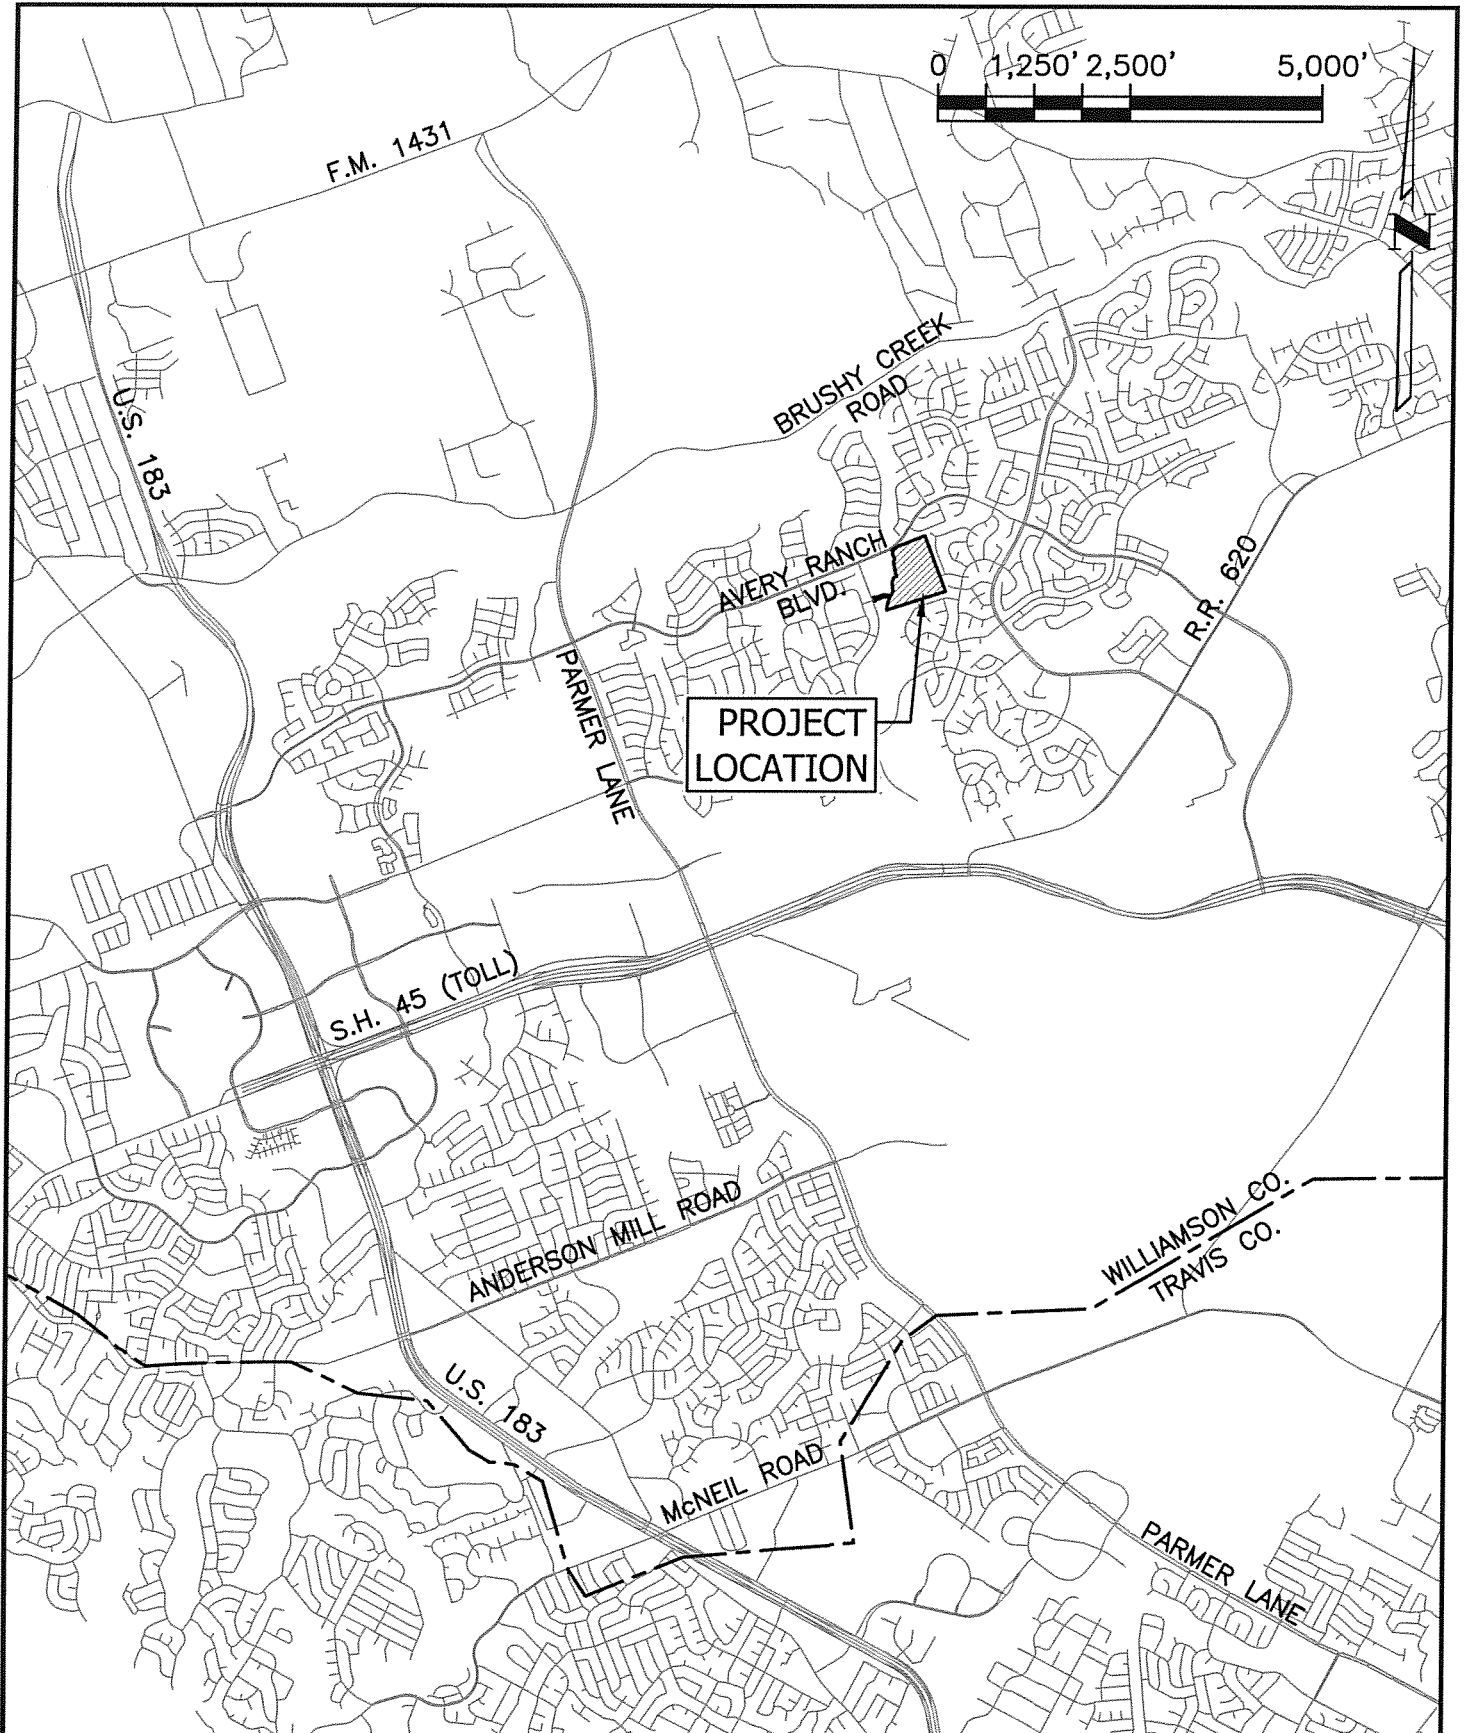 0 1,250' 2,500' 5,000'
F.M. 1431
N
BRUSHY CREEK
ROAD
U.S. 183
AVERY RANCH
BLVD.
R.R. 620
PARMER LANE
PROJECT
LOCATION
S.H. 45 (TOLL)
ANDERSON MILL ROAD
WILLIAMSON CO.
TRAVIS CO.
U.S. 183
McNEIL ROAD
PARMER LANE